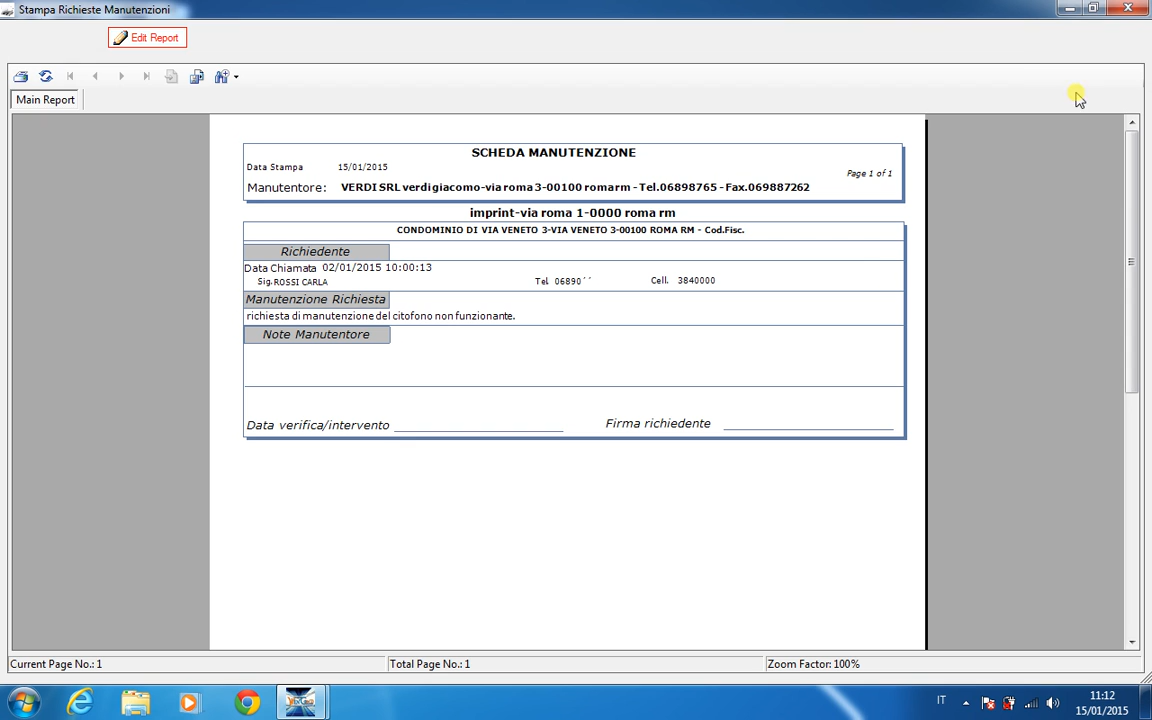 Stampa Richieste Manutenzioni
Edit Report
Main Report
SCHEDA MANUTENZIONE
Data Stampa 15/01/2015
Page 1 of 1
Manutentore: VERDI SRL verdi giacomo-via roma 3-00100 roma rm - Tel.06898765 - Fax.069887262
imprint-via roma 1-0000 roma rm
CONDOMINIO DI VIA VENETO 3-VIA VENETO 3-00100 ROMA RM - Cod.Fisc.
Richiedente
Data Chiamata 02/01/2015 10:00:13
Sig. ROSSI CARLA Tel 06890´´ Cell. 3840000
Manutenzione Richiesta
richiesta di manutenzione del citofono non funzionante.
Note Manutentore
Data verifica/intervento Firma richiedente
Current Page No.: 1 Total Page No.: 1 Zoom Factor: 100%
IT
11:12
15/01/2015